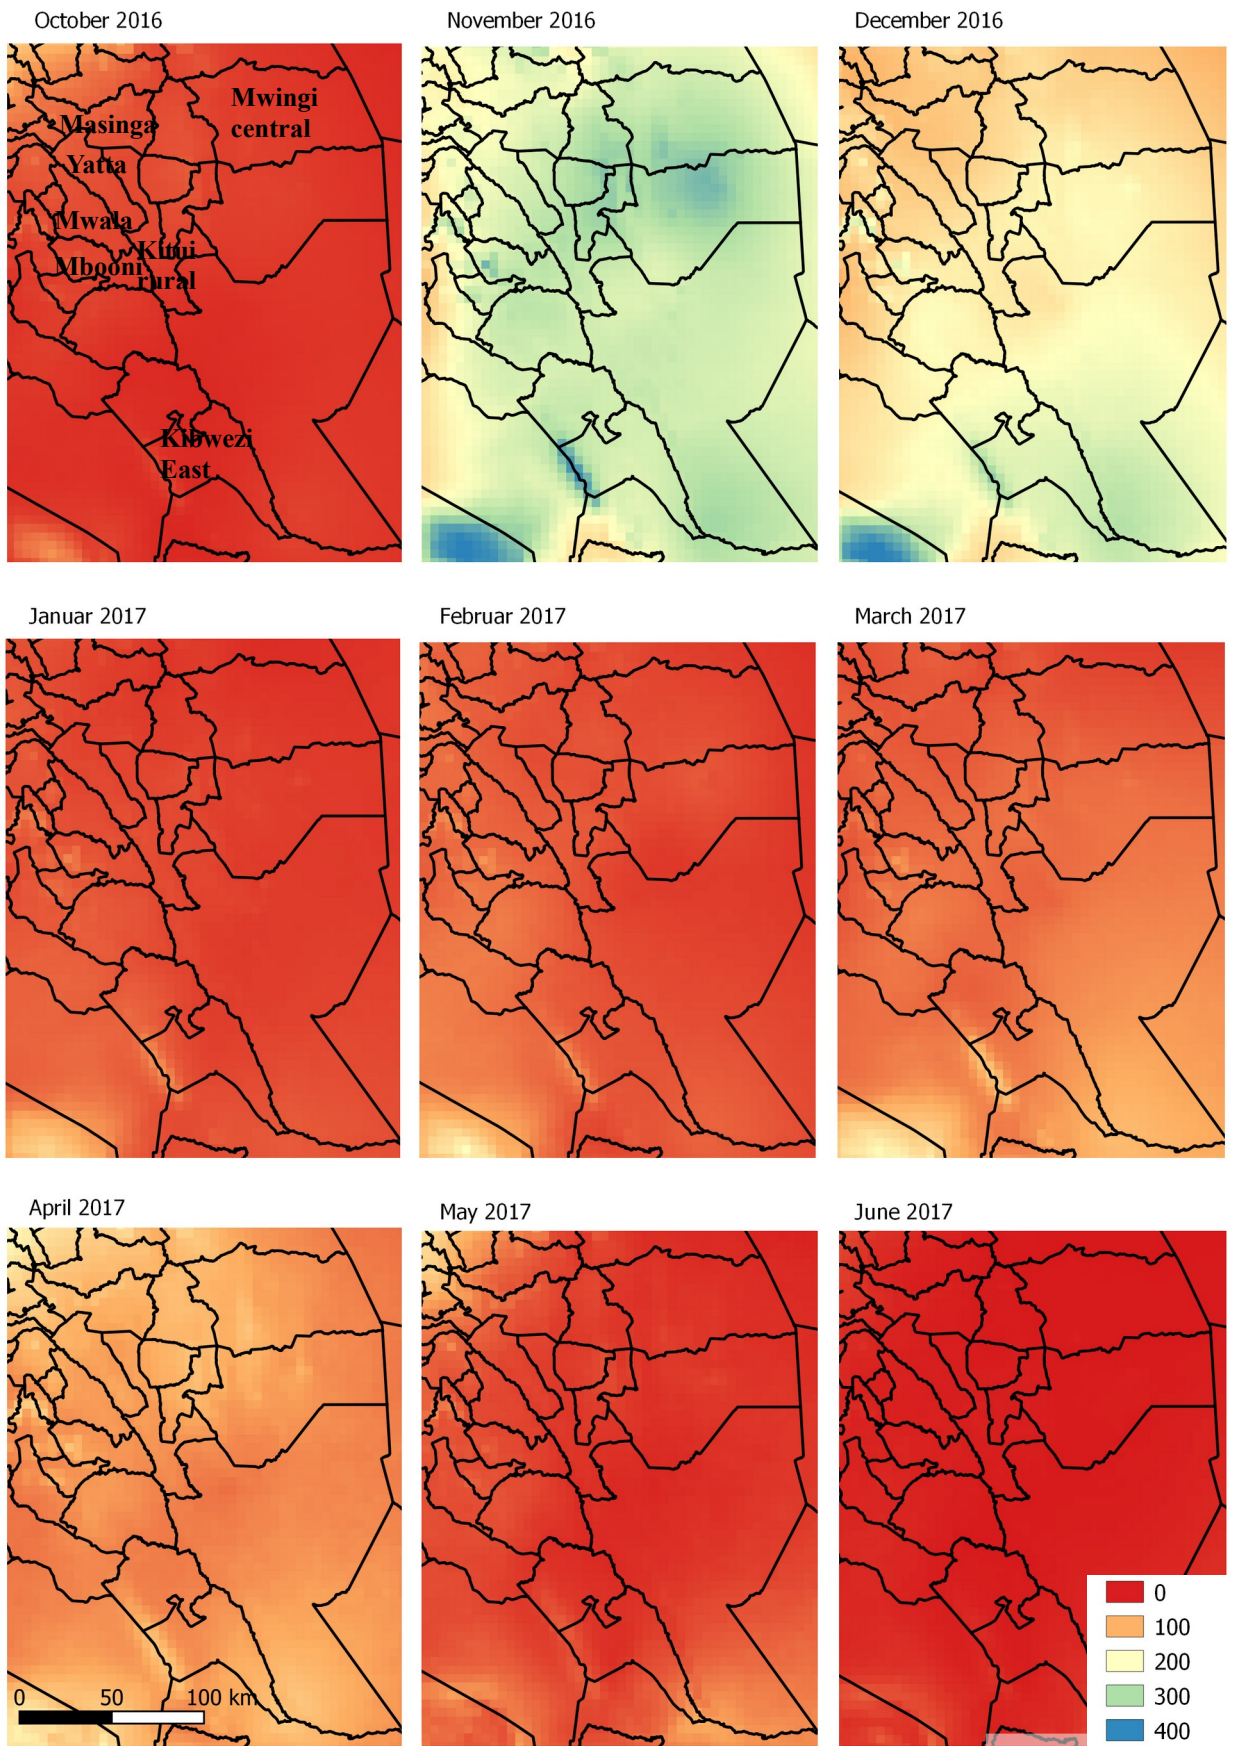 October 2016
November 2016
December 2016
Mwingi
central
Masinga
Yatta
Mwala
Kitui
rural
Mbooni
Kibwezi
East
Januar 2017
Februar 2017
March 2017
April 2017
May 2017
June 2017
0 50 100 km
0
100
200
300
400